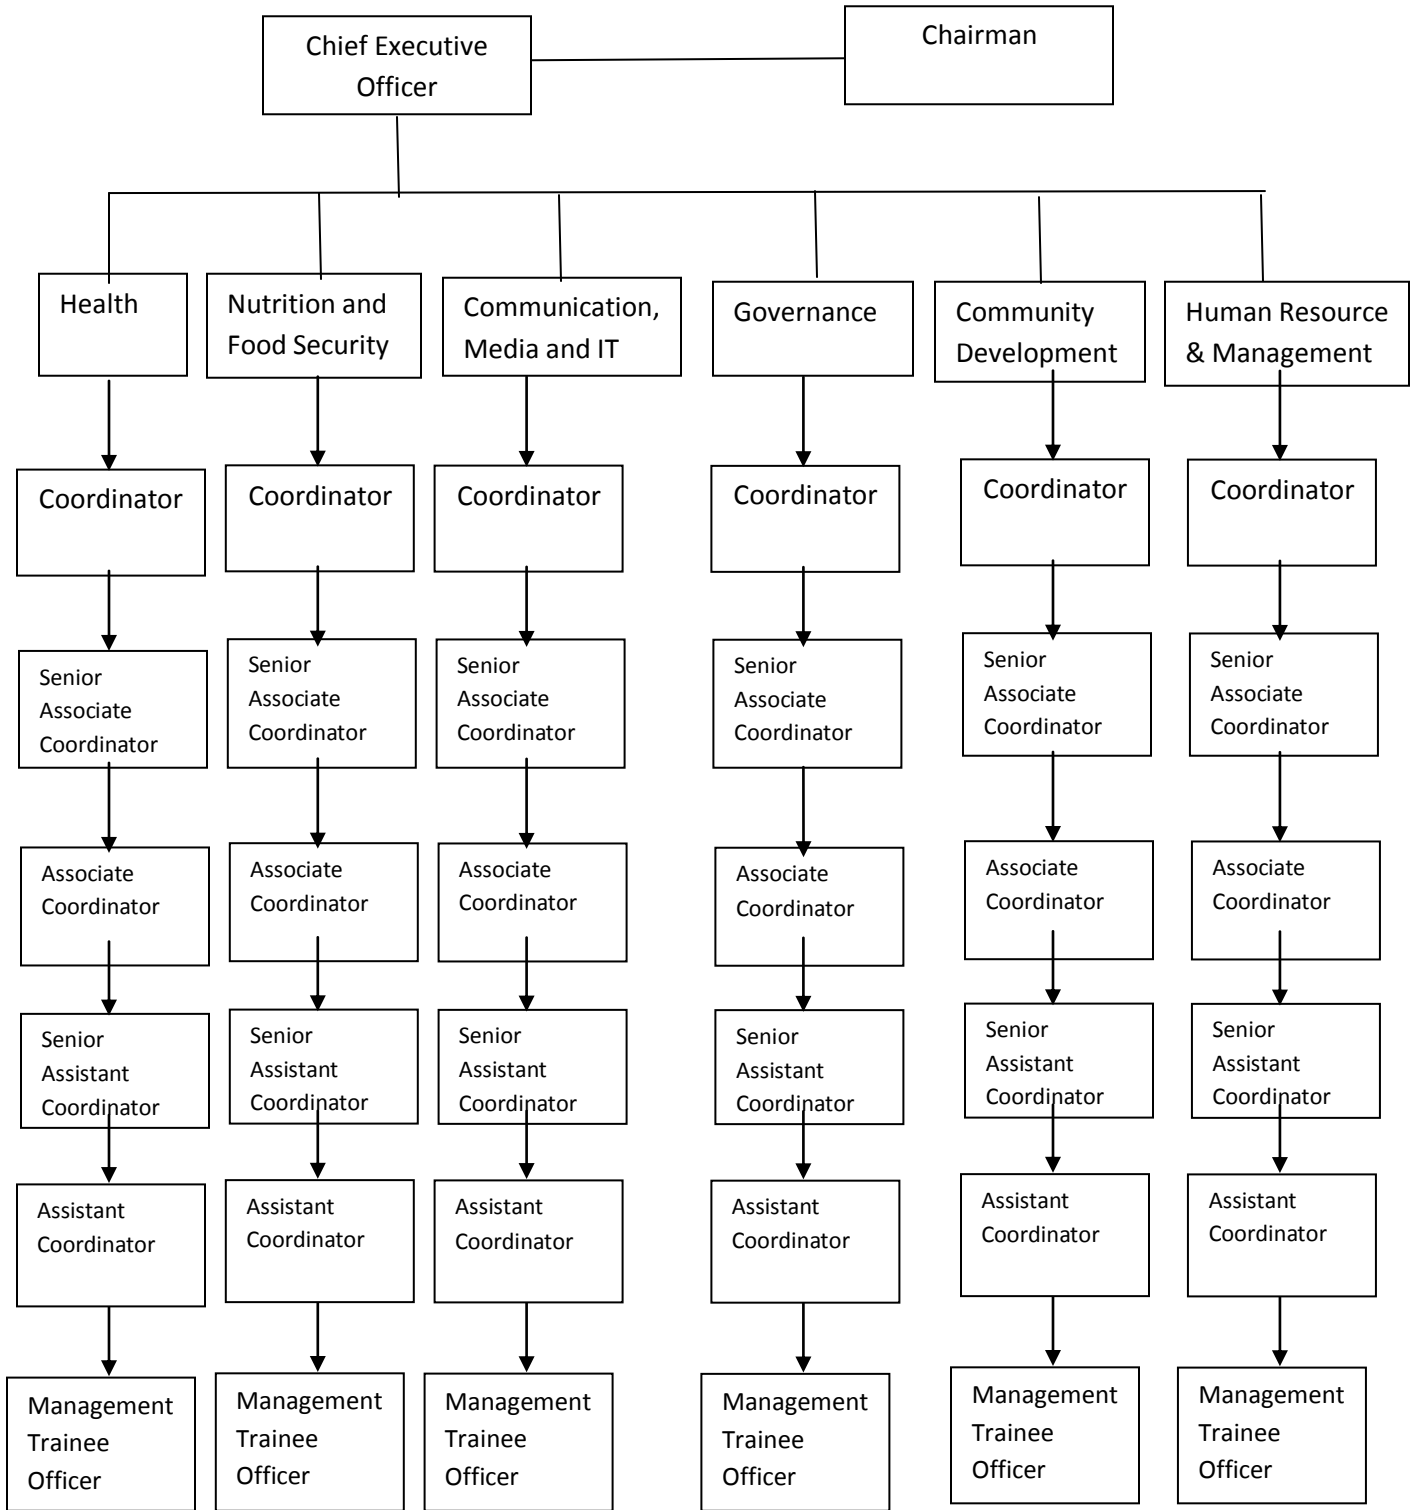 Chief Executive
Officer
Chairman
Health
Nutrition and
Food Security
Communication,
Media and IT
Governance
Community
Development
Human Resource
& Management
Coordinator
Coordinator
Coordinator
Coordinator
Coordinator
Coordinator
Senior
Associate
Coordinator
Senior
Associate
Coordinator
Senior
Associate
Coordinator
Senior
Associate
Coordinator
Senior
Associate
Coordinator
Senior
Associate
Coordinator
Associate
Coordinator
Associate
Coordinator
Associate
Coordinator
Associate
Coordinator
Associate
Coordinator
Associate
Coordinator
Senior
Assistant
Coordinator
Senior
Assistant
Coordinator
Senior
Assistant
Coordinator
Senior
Assistant
Coordinator
Senior
Assistant
Coordinator
Senior
Assistant
Coordinator
Assistant
Coordinator
Assistant
Coordinator
Assistant
Coordinator
Assistant
Coordinator
Assistant
Coordinator
Assistant
Coordinator
Management
Trainee
Officer
Management
Trainee
Officer
Management
Trainee
Officer
Management
Trainee
Officer
Management
Trainee
Officer
Management
Trainee
Officer